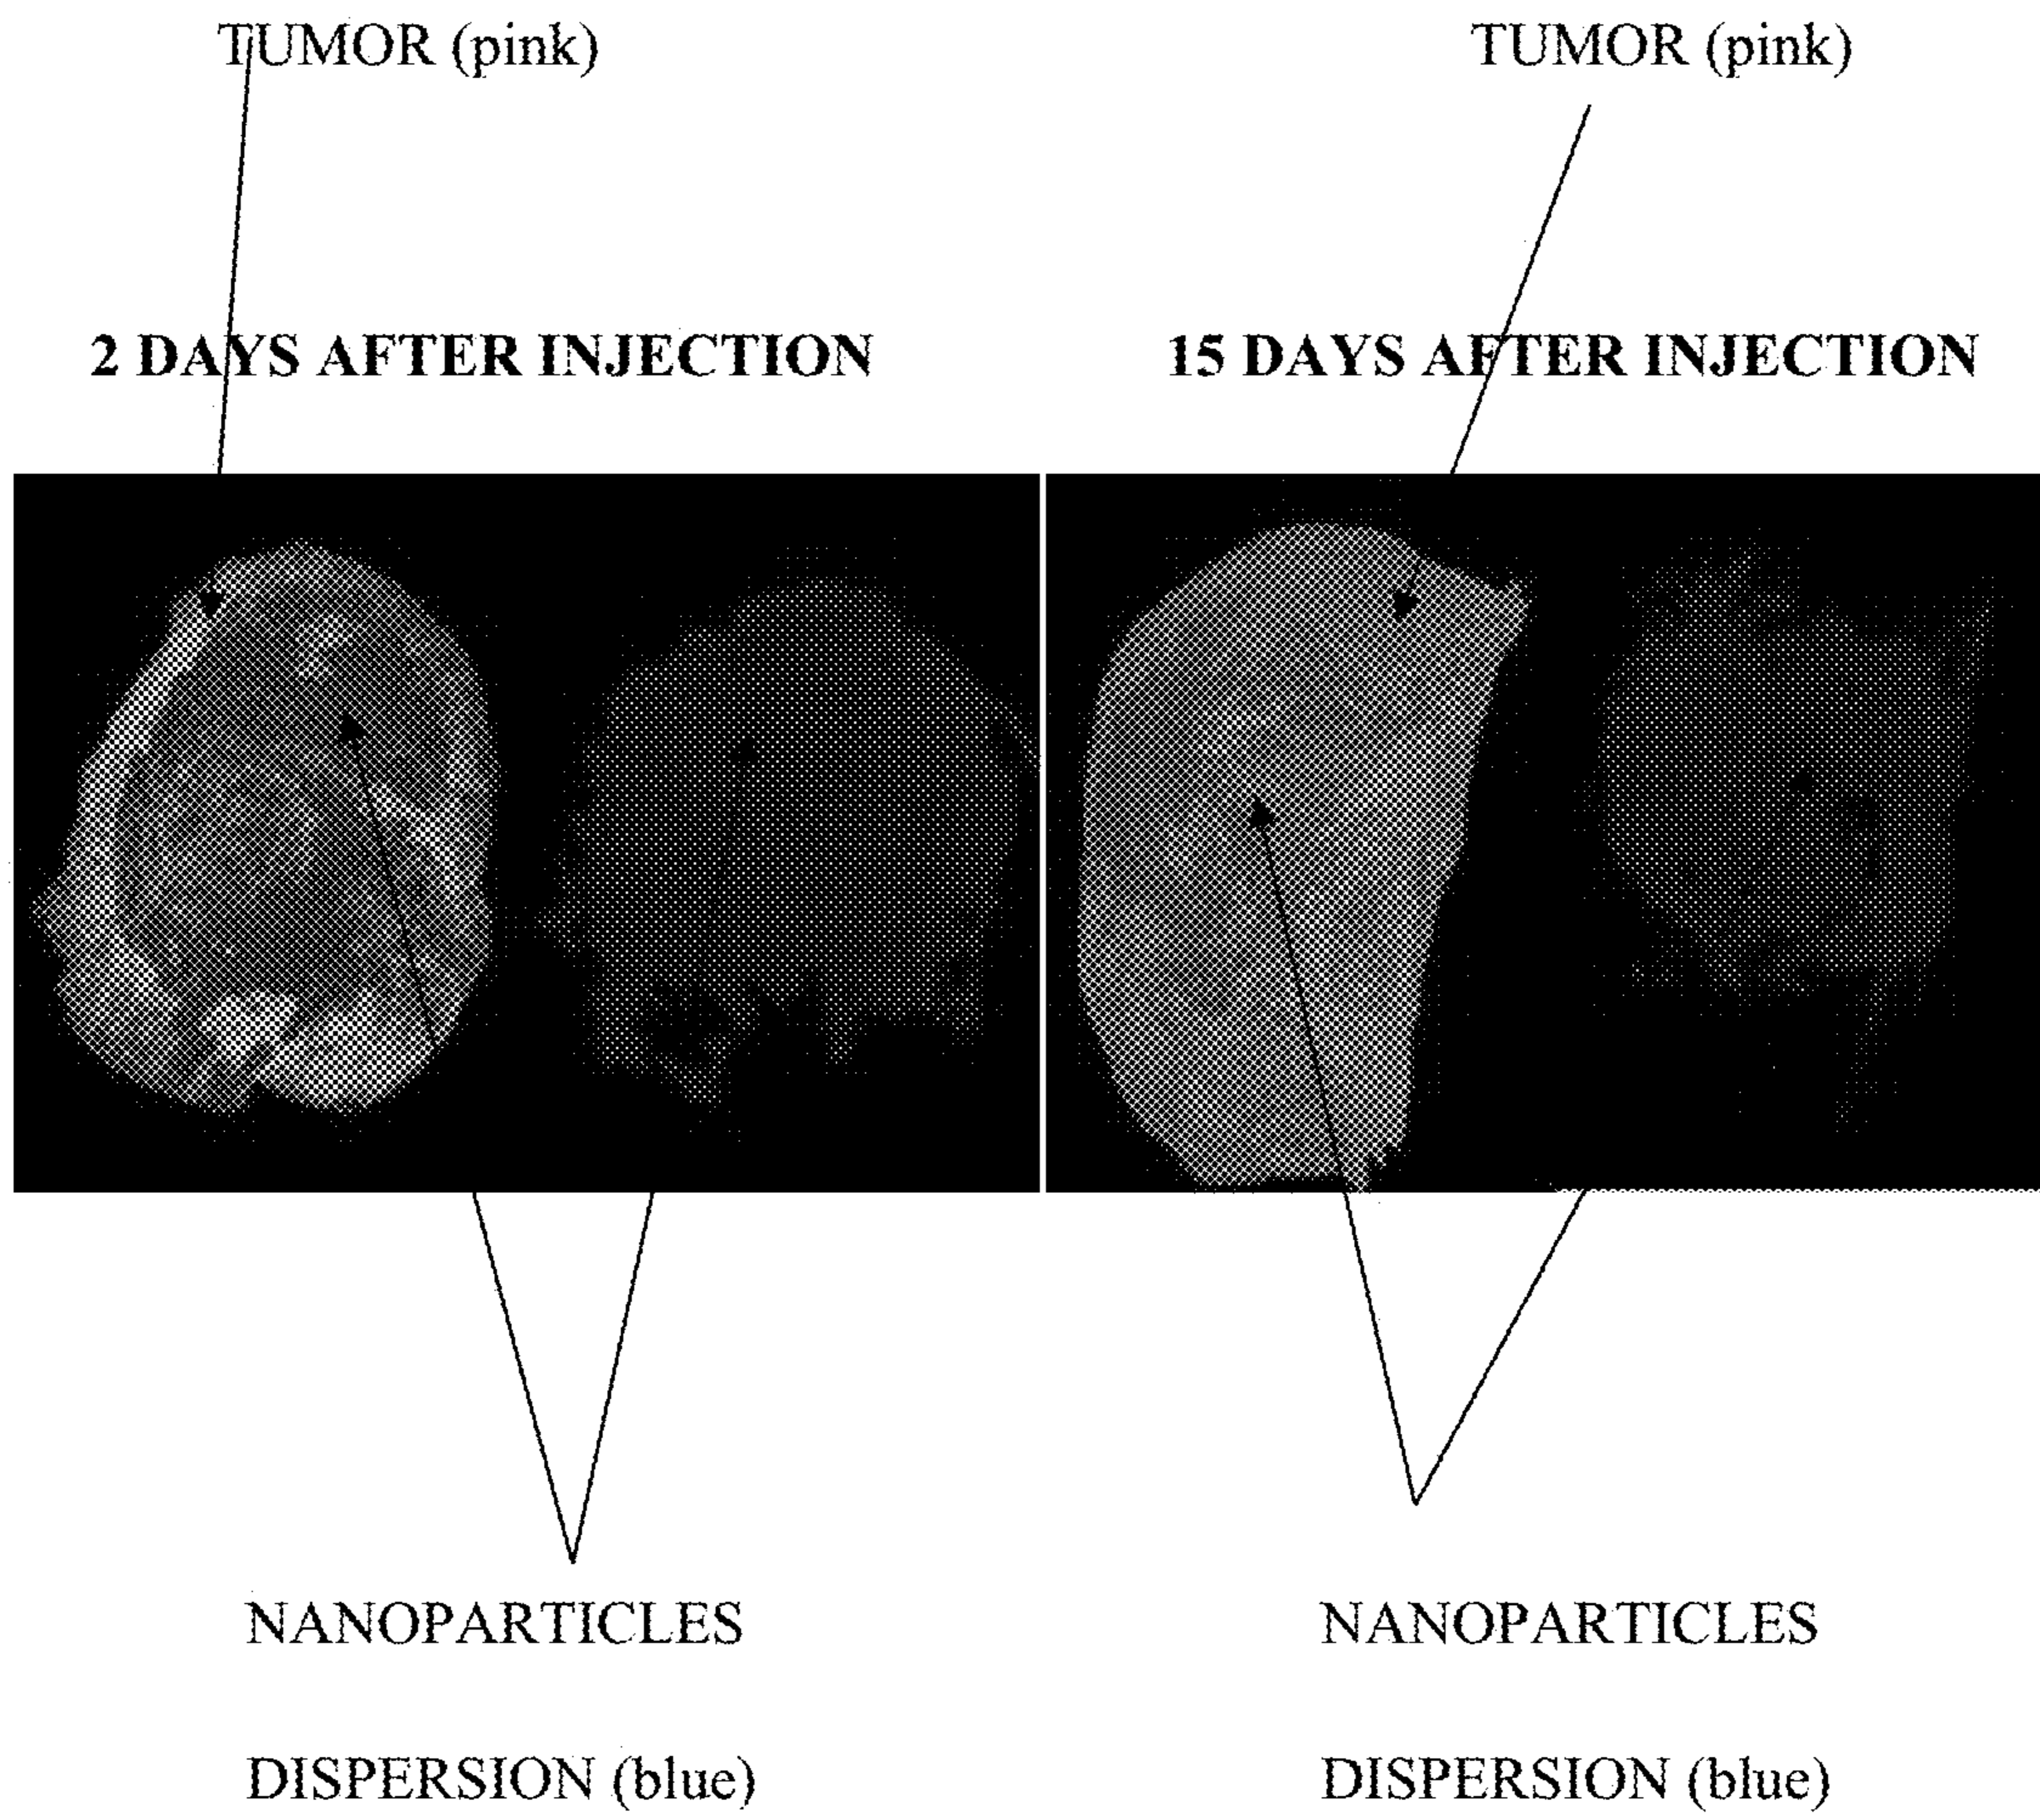 TUMOR (pink)
TUMOR (pink)
2 DAYS AFTER INJECTION
15 DAYS AFTER INJECTION
NANOPARTICLES
DISPERSION (blue)
NANOPARTICLES
DISPERSION (blue)